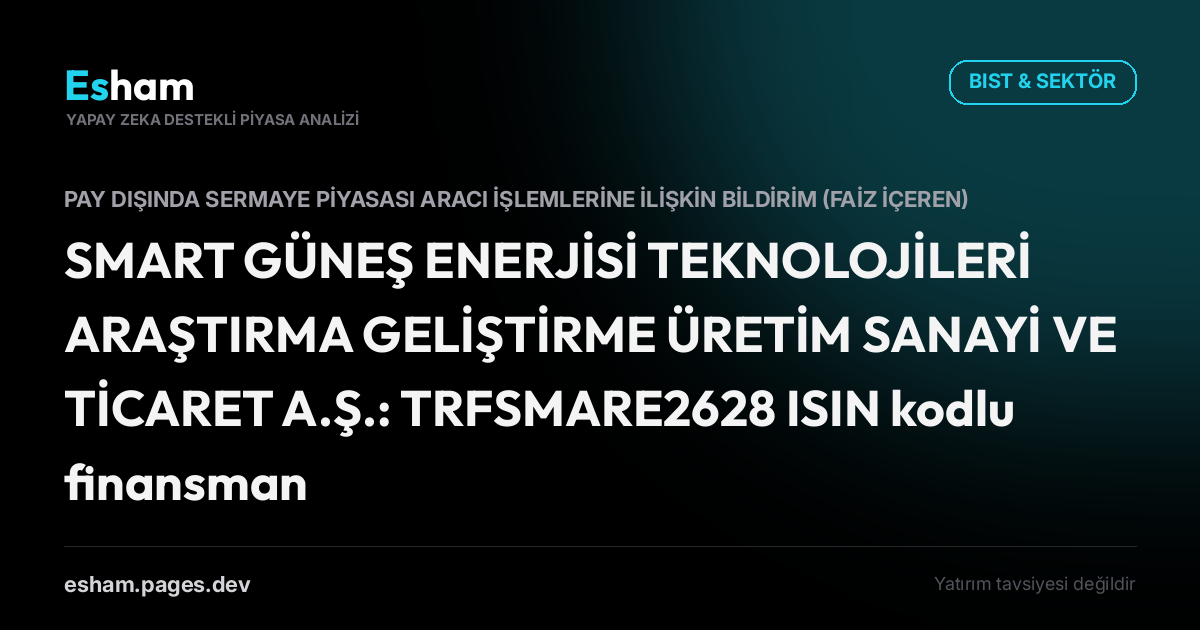 Esham
YAPAY ZEKA DESTEKLİ PİYASA ANALİZİ
BIST & SEKTÖR
PAY DIŞINDA SERMAYE PİYASASI ARACI İŞLEMLERİNE İLİŞKİN BİLDİRİM (FAİZ İÇEREN)
SMART GÜNEŞ ENERJİSİ TEKNOLOJİLERİ
ARAŞTIRMA GELİŞTİRME ÜRETİM SANAYİ VE
TİCARET A.Ş.: TRFSMARE2628 ISIN kodlu
finansman
esham.pages.dev
Yatırım tavsiyesi değildir